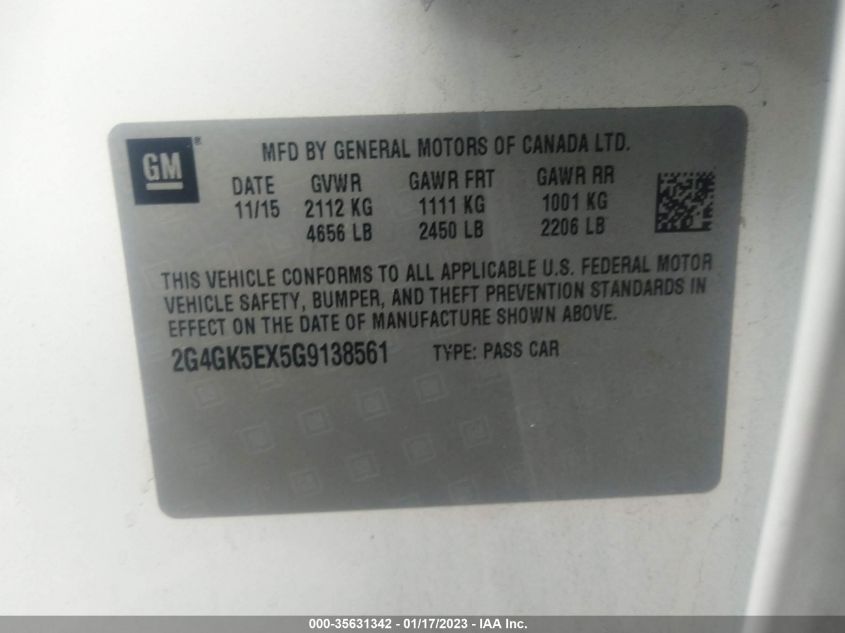 GM ®
MFD BY GENERAL MOTORS OF CANADA LTD.
DATE GVWR GAWR FRT GAWR RR
11/15 2112 KG 1111 KG 1001 KG
4656 LB 2450 LB 2206 LB
THIS VEHICLE CONFORMS TO ALL APPLICABLE U.S. FEDERAL MOTOR
VEHICLE SAFETY, BUMPER, AND THEFT PREVENTION STANDARDS IN
EFFECT ON THE DATE OF MANUFACTURE SHOWN ABOVE.
2G4GK5EX5G9138561 TYPE: PASS CAR
000-35631342 - 01/17/2023 - IAA Inc.